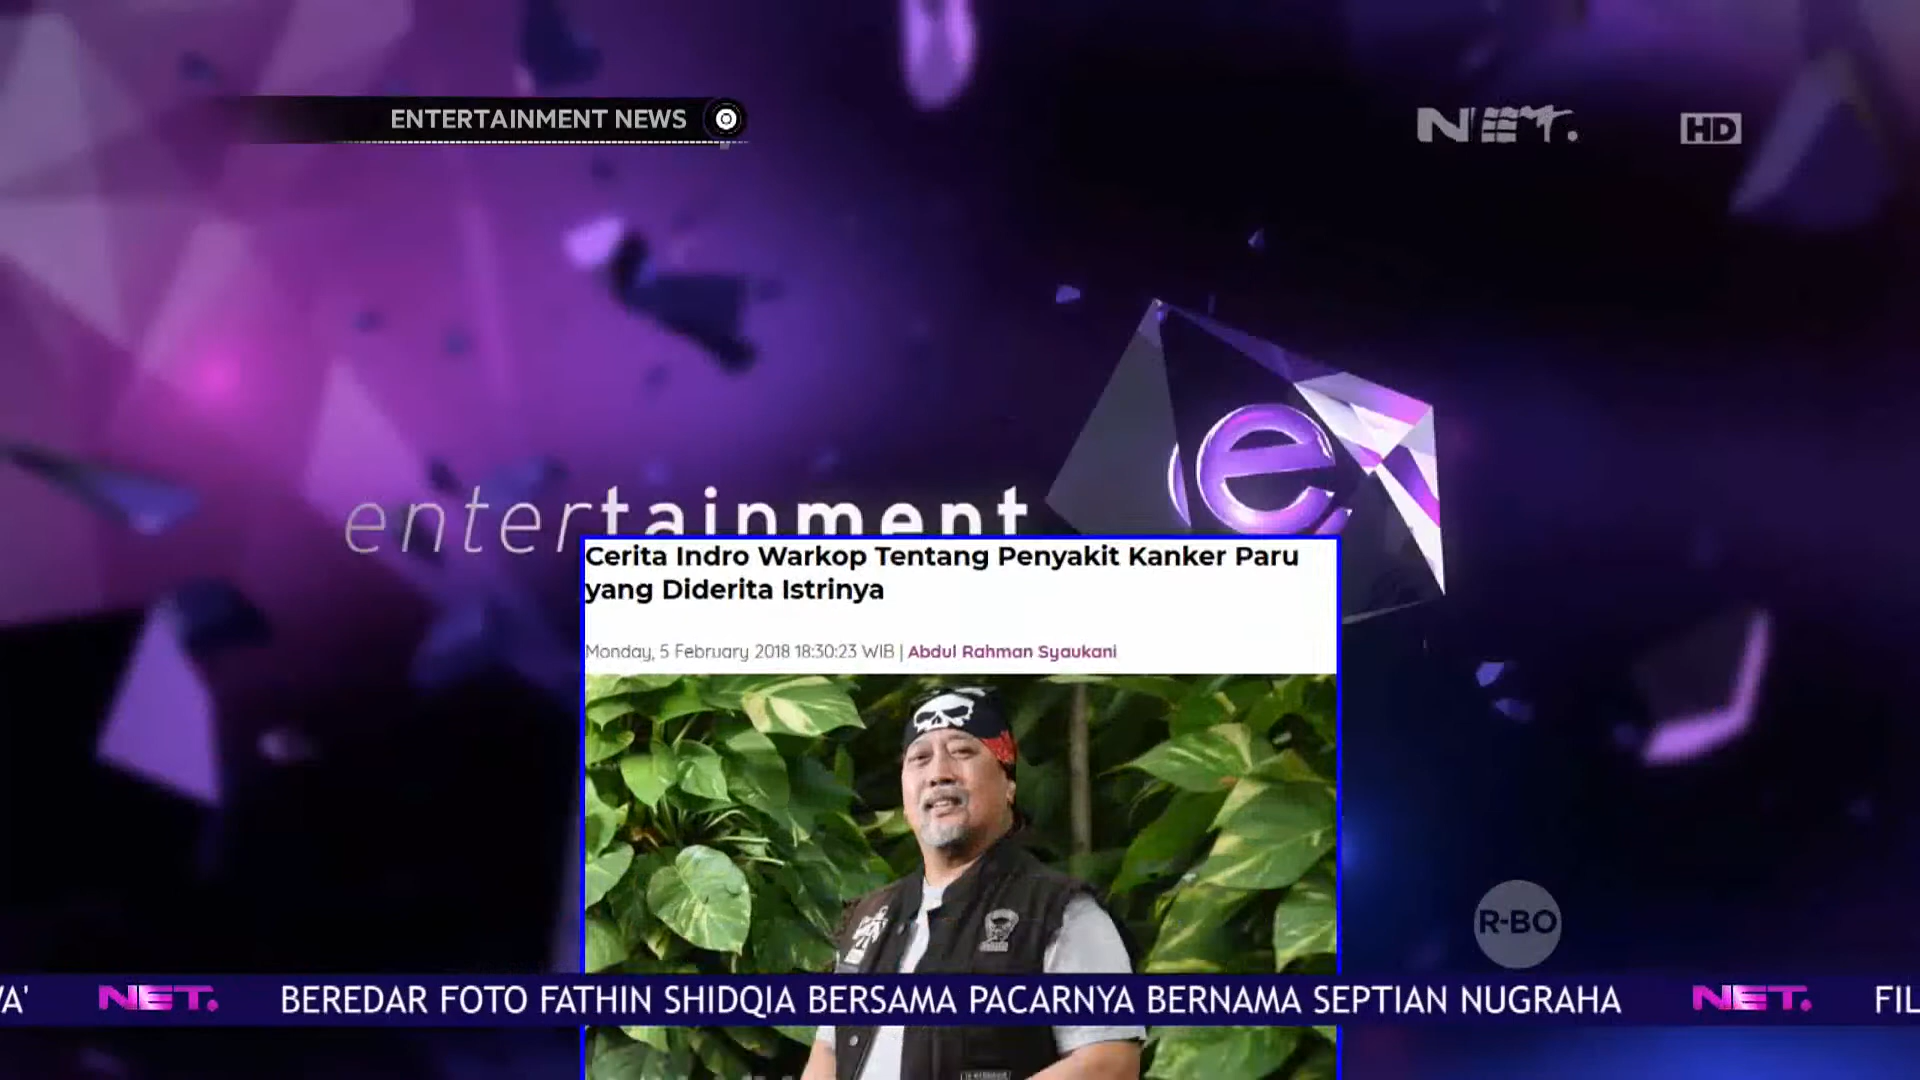 ENTERTAINMENT NEWS
NET.
HD
entertainment
e
Cerita Indro Warkop Tentang Penyakit Kanker Paru
yang Diderita Istrinya
Monday, 5 February 2018 18:30:23 WIB | Abdul Rahman Syaukani
R-BO
A' NET. BEREDAR FOTO FATHIN SHIDQIA BERSAMA PACARNYA BERNAMA SEPTIAN NUGRAHA NET. FIL